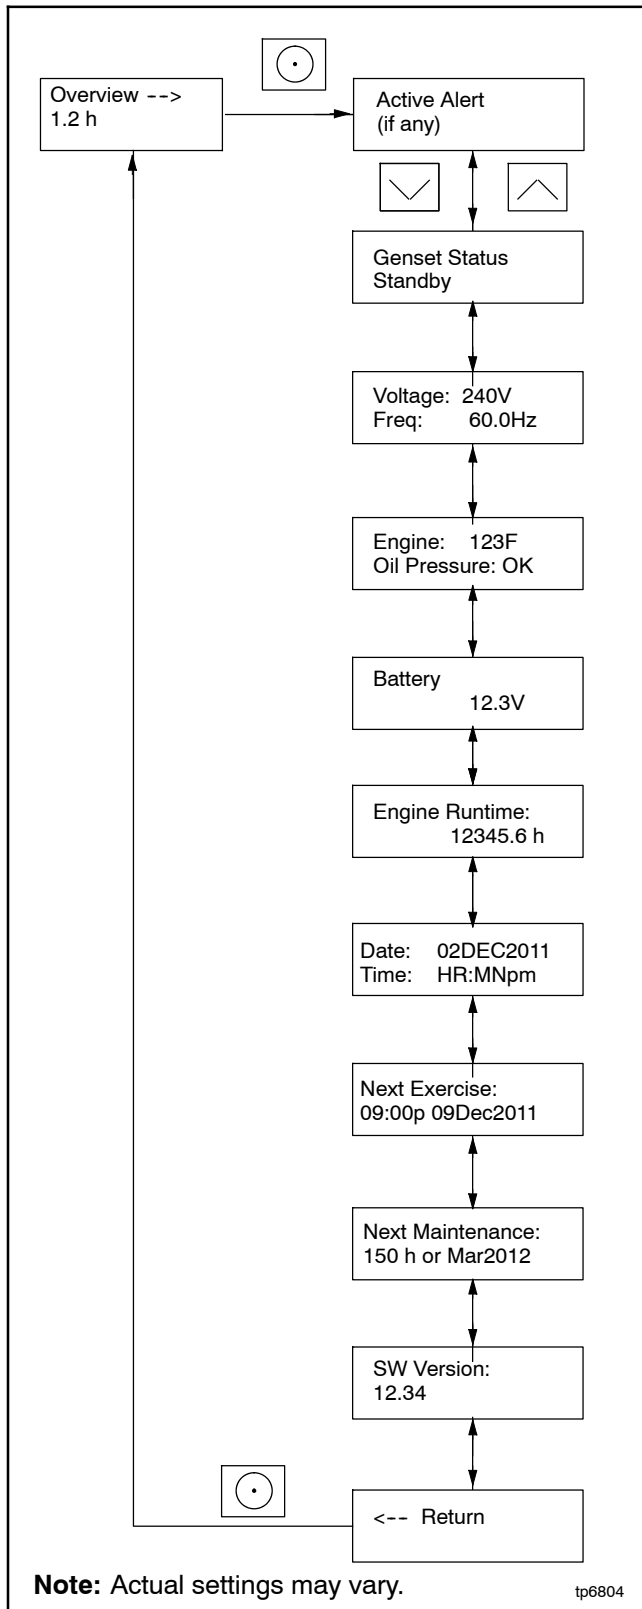 Overview -->
1.2 h
Active Alert
(if any)
Genset Status
Standby
Voltage: 240V
Freq: 60.0Hz
Engine: 123F
Oil Pressure: OK
Battery
12.3V
Engine Runtime:
12345.6 h
Date: 02DEC2011
Time: HR:MNpm
Next Exercise:
09:00p 09Dec2011
Next Maintenance:
150 h or Mar2012
SW Version:
12.34
<-- Return
Note: Actual settings may vary.
tp6804